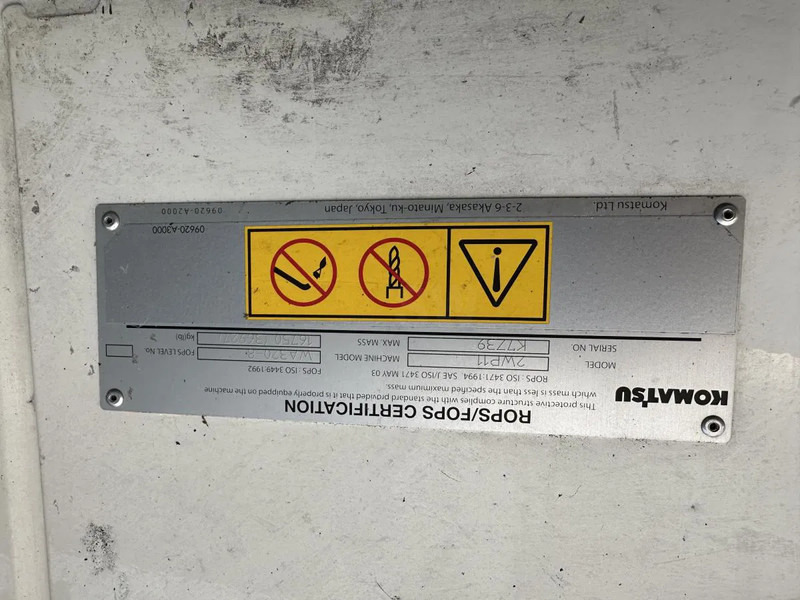 ROPS/FOPS CERTIFICATION
KOMATSU
This protective structure complies with the standard provided that it is properly equipped on the machine
which mass is less than the specified maximum mass.
ROPS - ISO 3471-1994 SAE J/ISO 3471 MAY 03 FOPS - ISO 3449-1992
MODEL 2WP11 MACHINE MODEL WA320-6 FOPS LEVEL No.
SERIAL NO. K7739 MAX. MASS kg(lb)
09620-A3000
Komatsu Ltd. 2-3-6 Akasaka, Minato-ku, Tokyo, Japan 09620-A2000